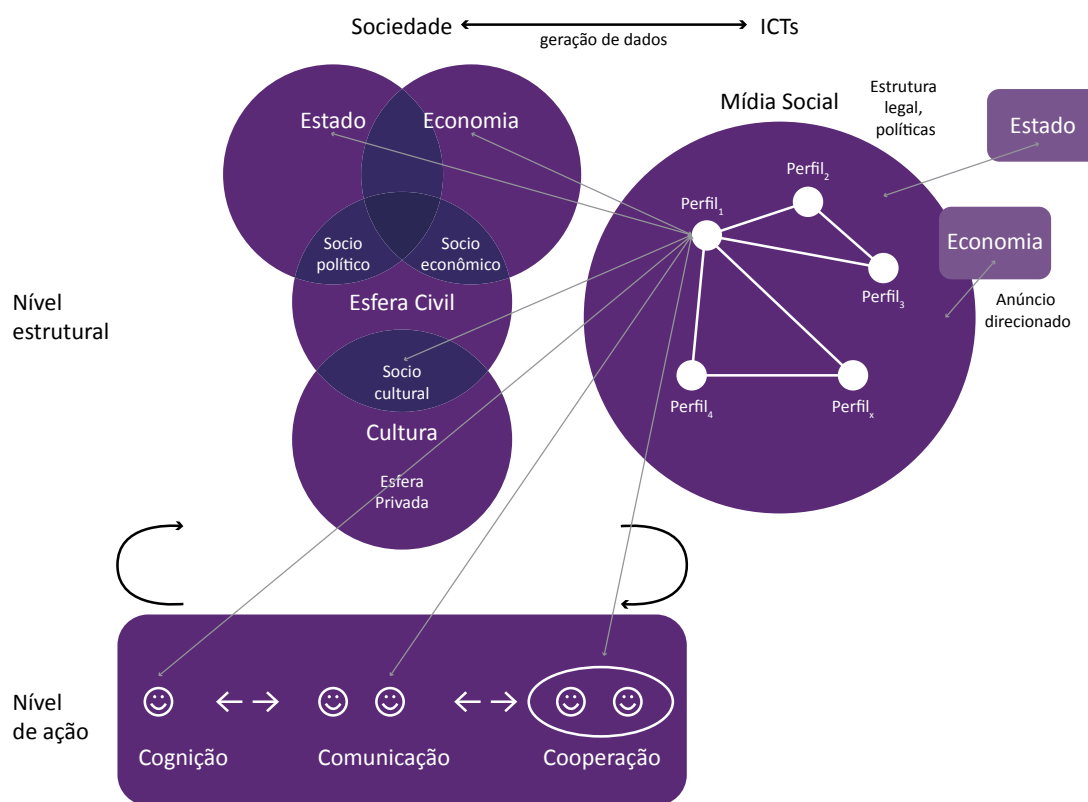 Sociedade
geração de dados
ICTs
Estado
Economia
Socio
político
Socio
econômico
Esfera Civil
Socio
cultural
Cultura
Esfera
Privada
Nível
estrutural
Mídia Social
Estrutura
legal,
políticas
Estado
Economia
Anúncio
direcionado
Perfil₁
Perfil₂
Perfil₃
Perfil₄
Perfilₓ
Nível
de ação
Cognição
Comunicação
Cooperação